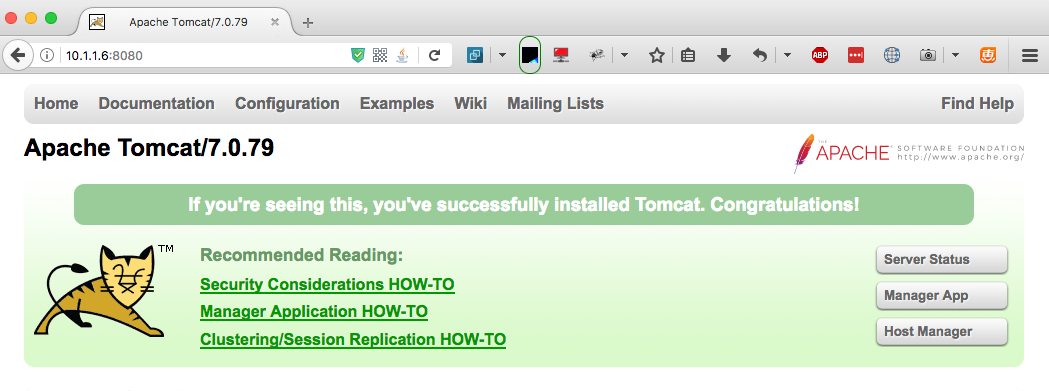 Apache Tomcat/7.0.79
10.1.1.6:8080
ABP
Home Documentation Configuration Examples Wiki Mailing Lists Find Help
Apache Tomcat/7.0.79
THE APACHE SOFTWARE FOUNDATION
http://www.apache.org/
If you're seeing this, you've successfully installed Tomcat. Congratulations!
TM
Recommended Reading:
Security Considerations HOW-TO
Manager Application HOW-TO
Clustering/Session Replication HOW-TO
Server Status
Manager App
Host Manager